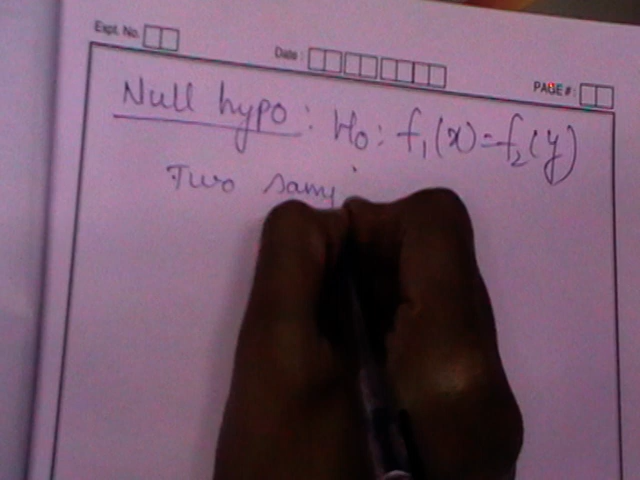 Expt. No.
Date :
PAGE # :
Null hypo : H₀ : f₁(x) = f₂(y)
Two